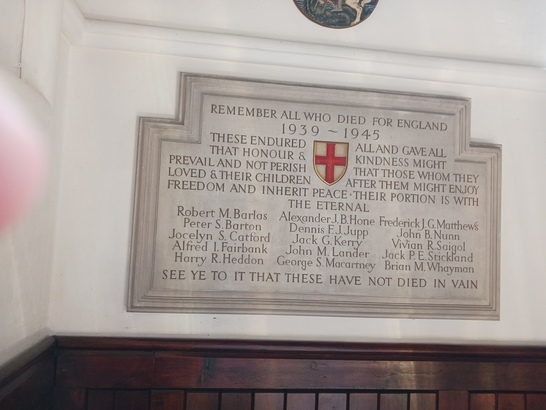 REMEMBER ALL WHO DIED FOR ENGLAND
1939 ~ 1945
THESE ENDURED ALL AND GAVE ALL
THAT HONOUR & KINDNESS MIGHT
PREVAIL AND NOT PERISH THAT THOSE WHOM THEY
LOVED & THEIR CHILDREN AFTER THEM MIGHT ENJOY
FREEDOM AND INHERIT PEACE · THEIR PORTION IS WITH
THE ETERNAL
Robert M. Barlas Alexander J.B. Hone Frederick J.G. Matthews
Peter S. Barton Dennis F.J. Jupp John B. Nunn
Jocelyn S. Catford Jack G. Kerry Vivian R. Saigol
Alfred I. Fairbank John M. Lander Jack P.E. Stickland
Harry R. Heddon George S. Macartney Brian M. Whayman
SEE YE TO IT THAT THESE HAVE NOT DIED IN VAIN